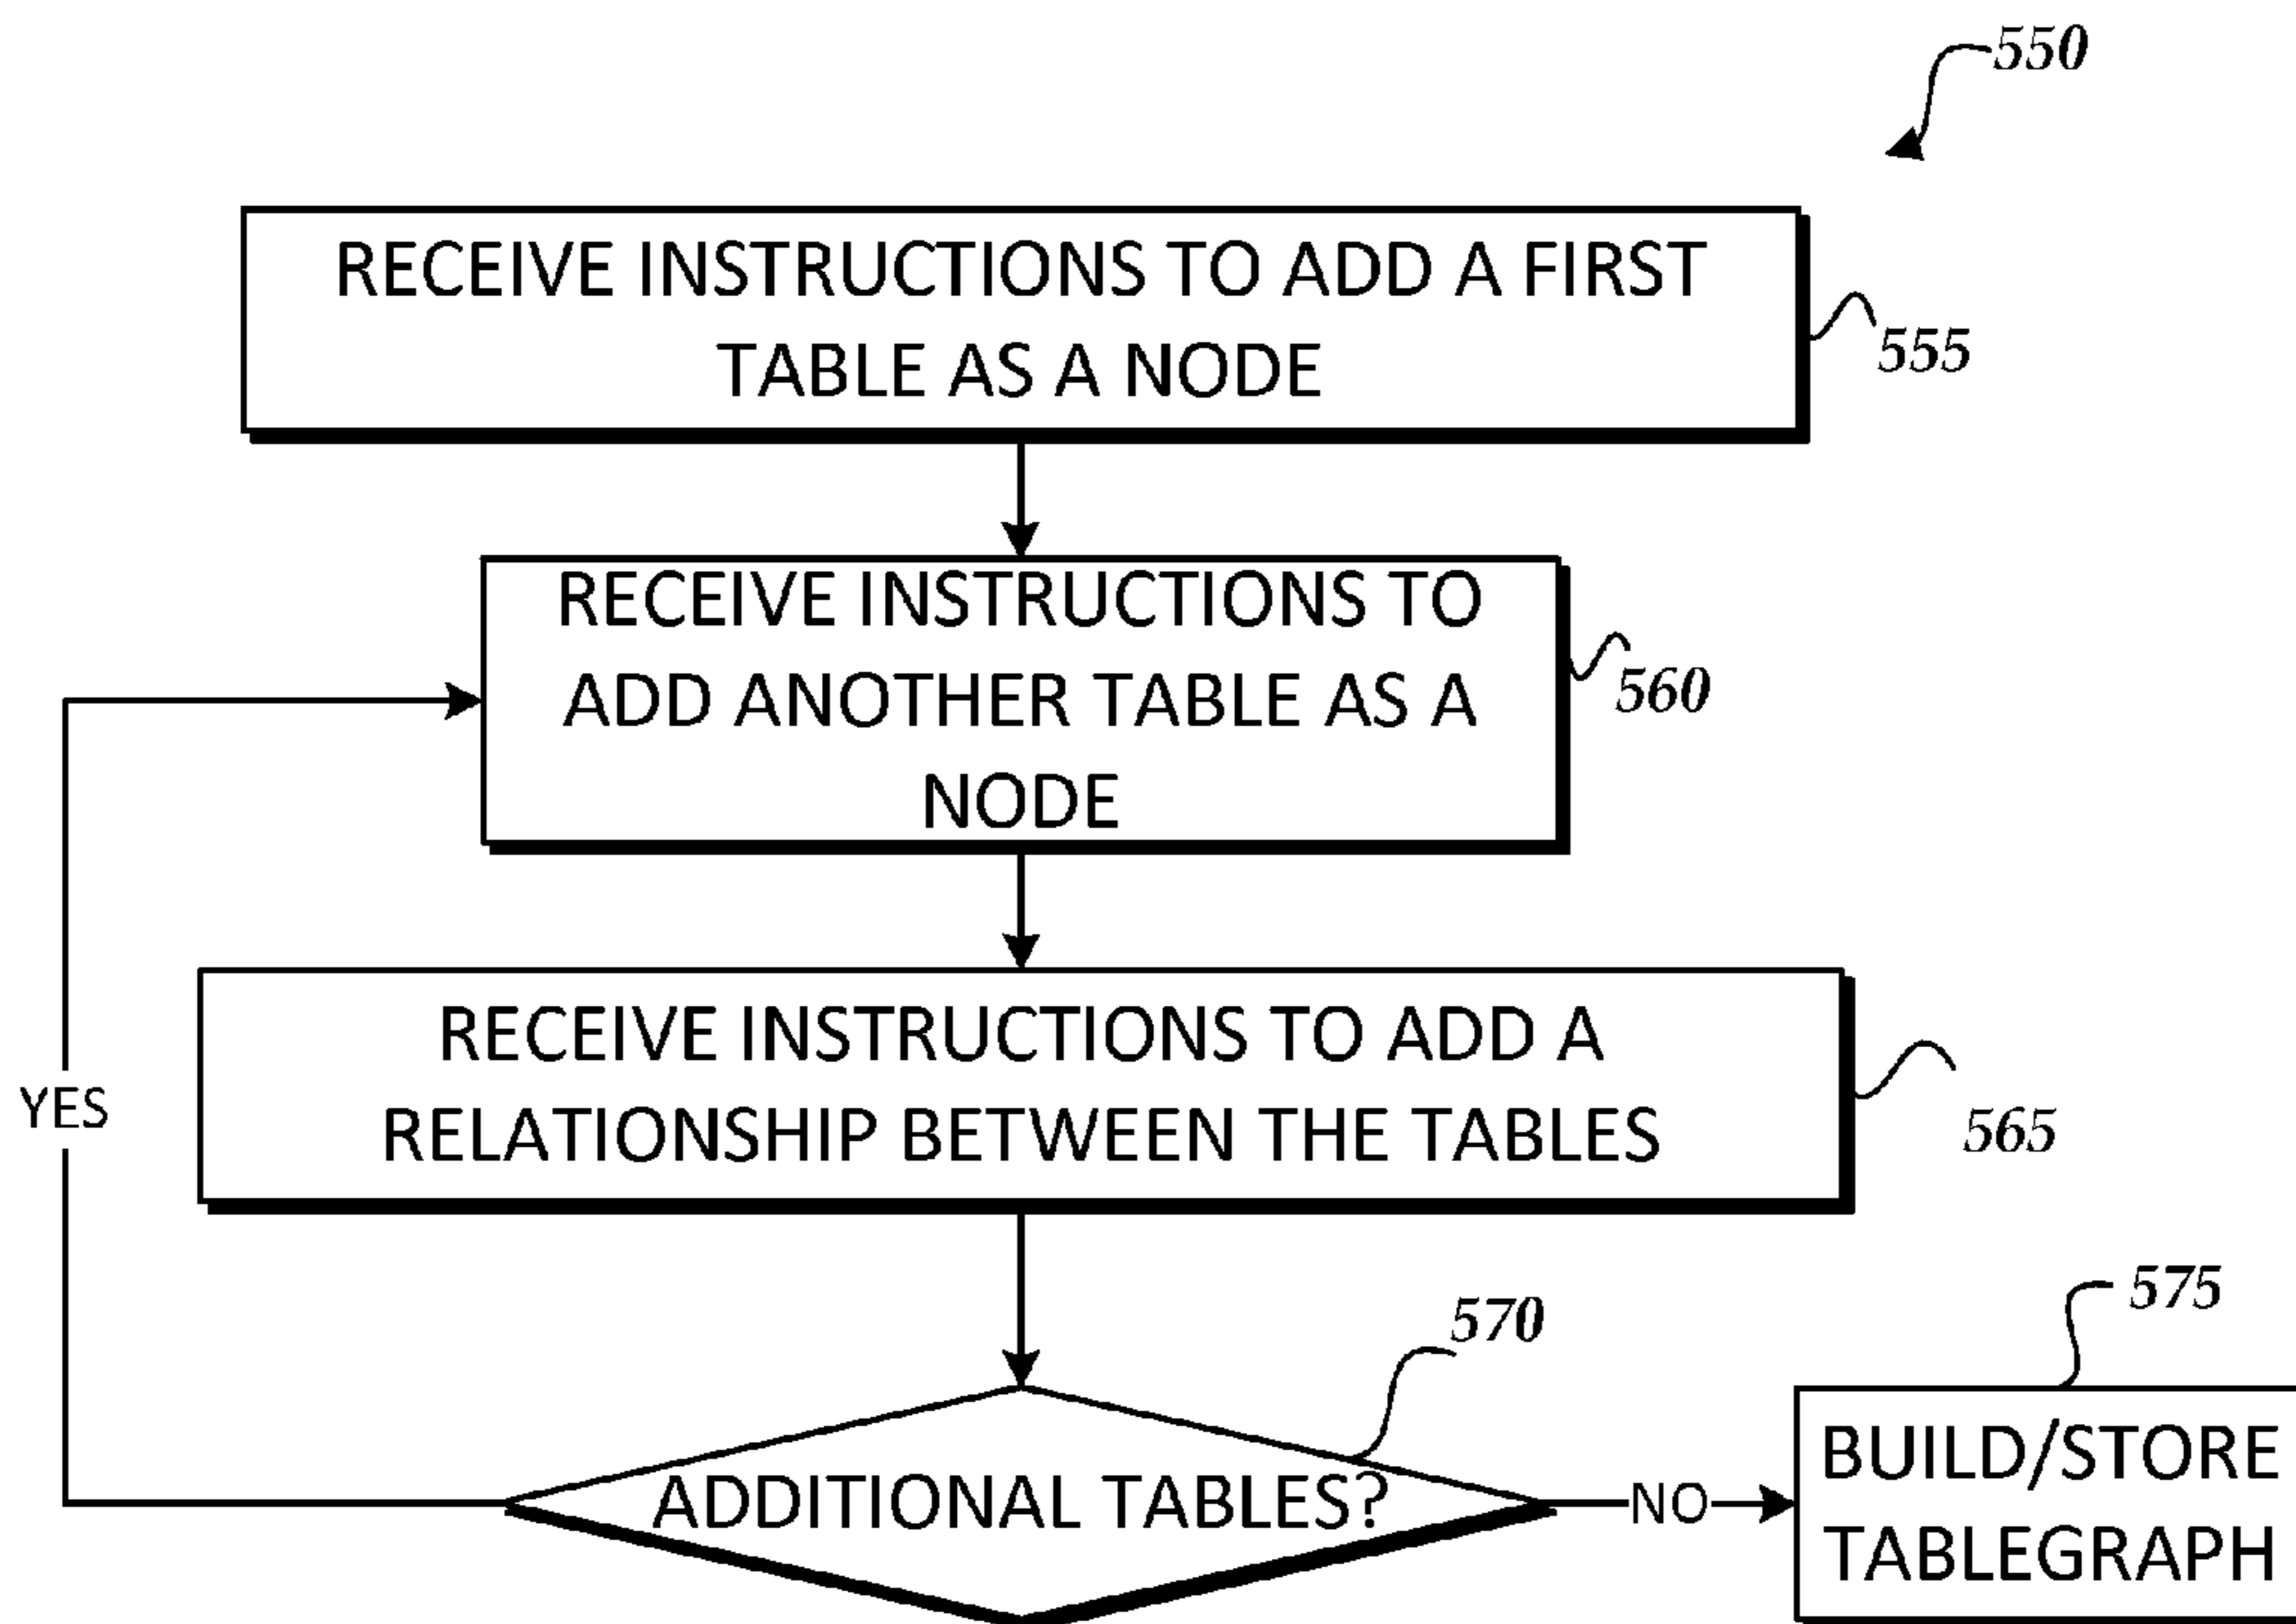 550
RECEIVE INSTRUCTIONS TO ADD A FIRST
TABLE AS A NODE
555
RECEIVE INSTRUCTIONS TO
ADD ANOTHER TABLE AS A
NODE
560
RECEIVE INSTRUCTIONS TO ADD A
RELATIONSHIP BETWEEN THE TABLES
565
YES
570
ADDITIONAL TABLES?
NO
575
BUILD/STORE
TABLEGRAPH